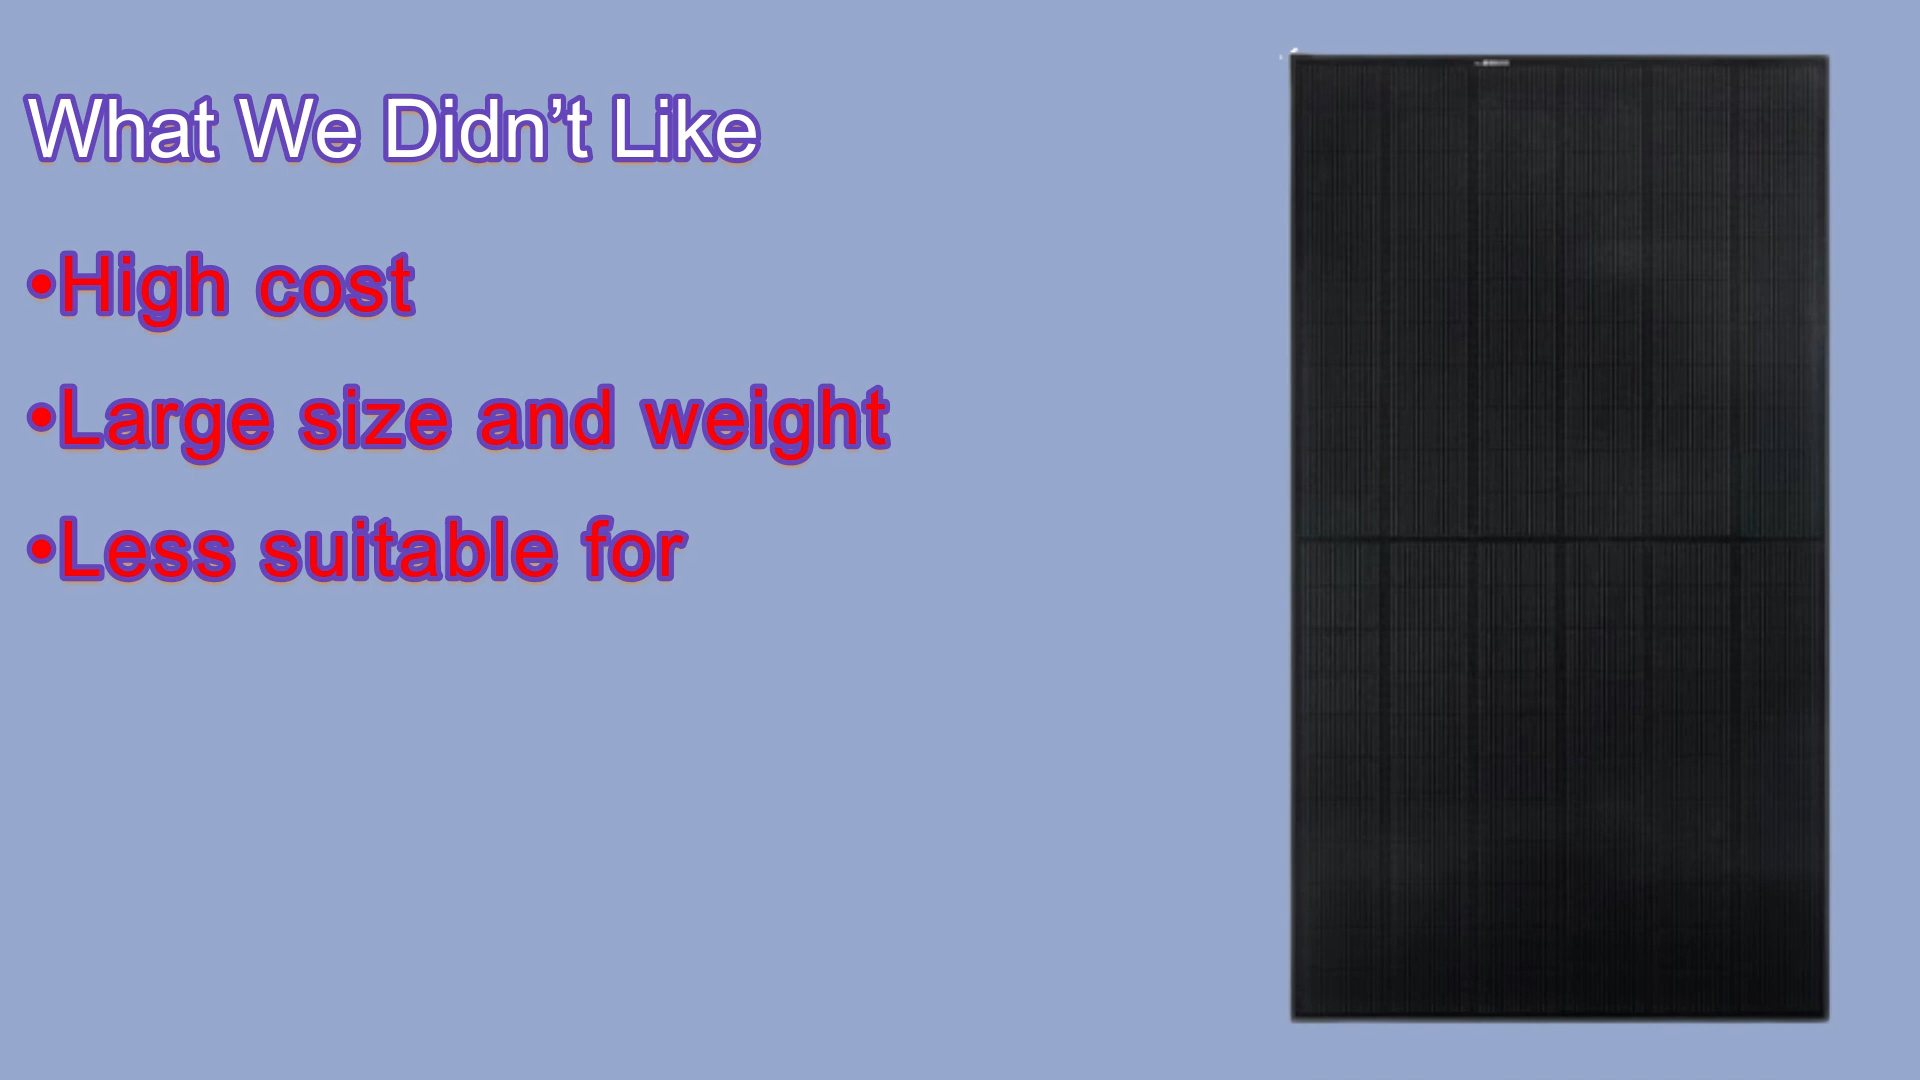 What We Didn’t Like
•High cost
•Large size and weight
•Less suitable for